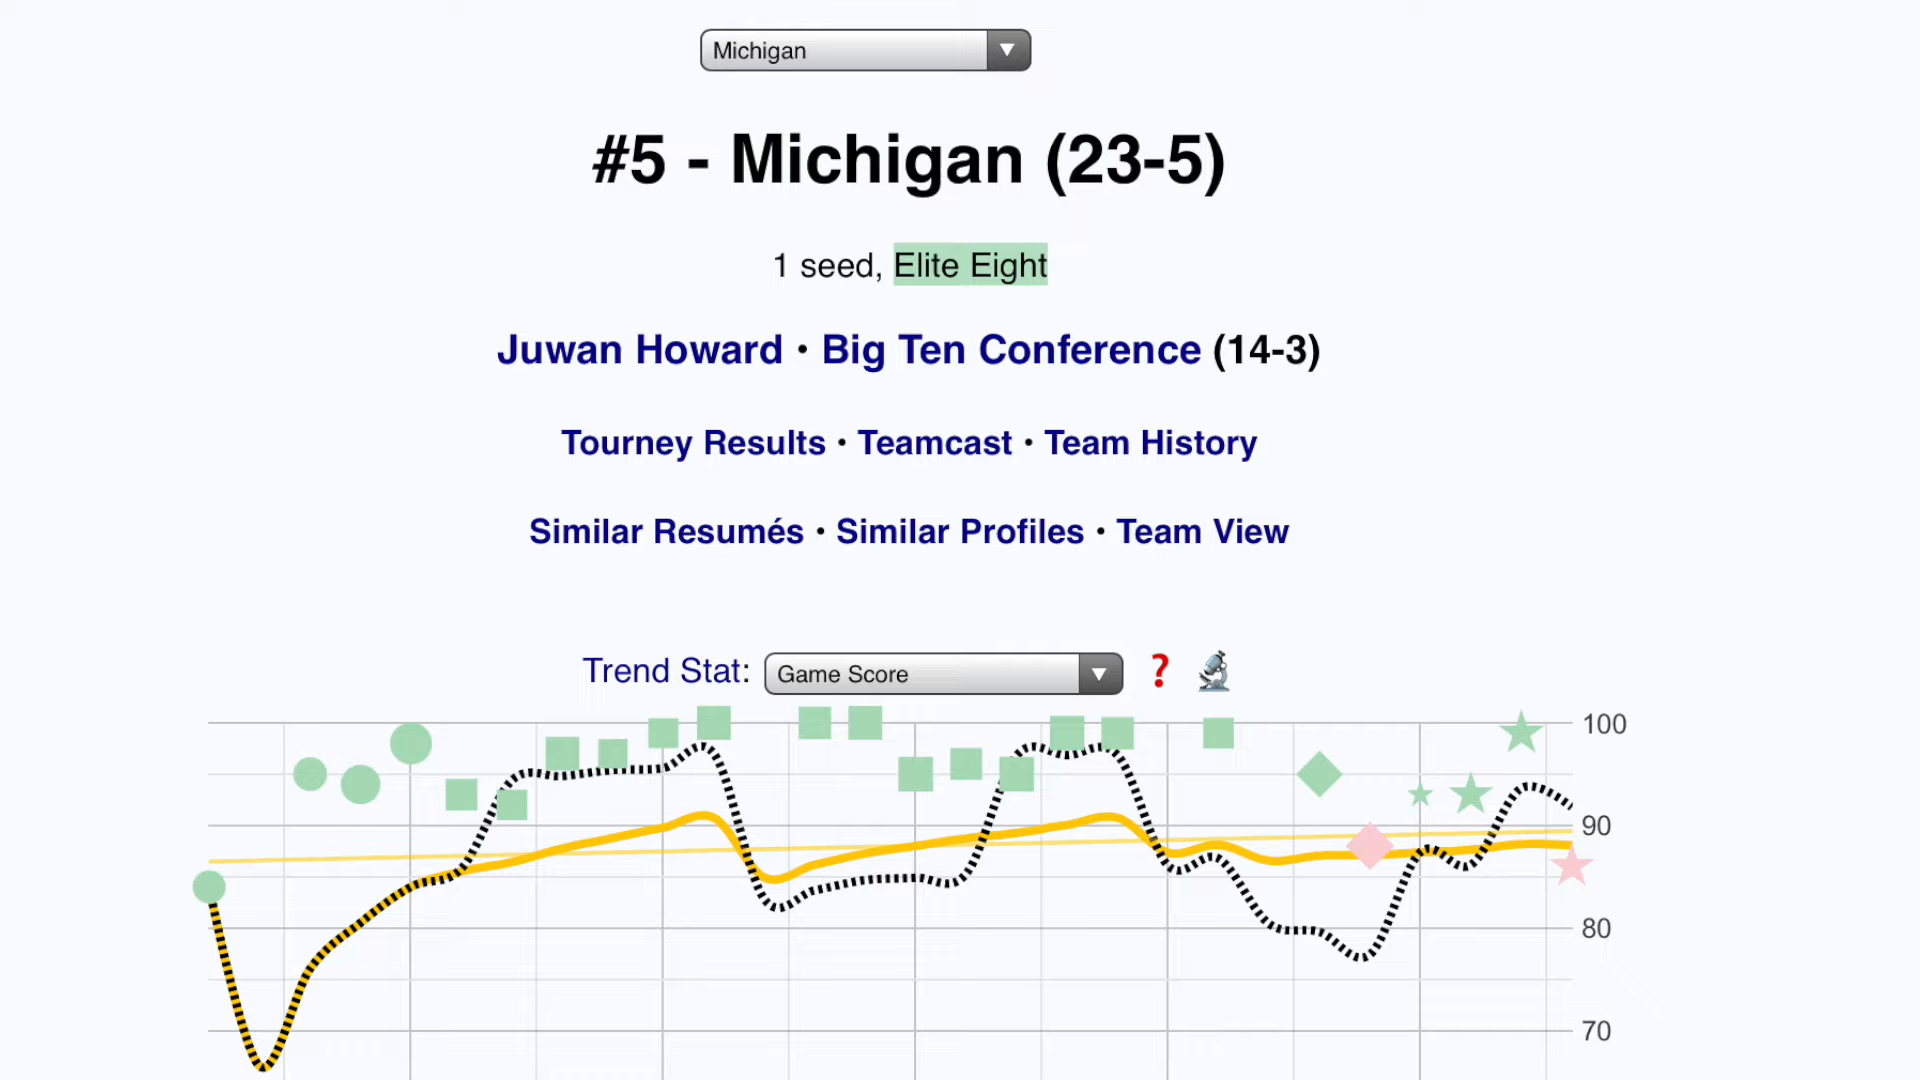 Michigan
#5 - Michigan (23-5)
1 seed, Elite Eight
Juwan Howard · Big Ten Conference (14-3)
Tourney Results · Teamcast · Team History
Similar Resumés · Similar Profiles · Team View
Trend Stat: Game Score ?
100
90
80
70